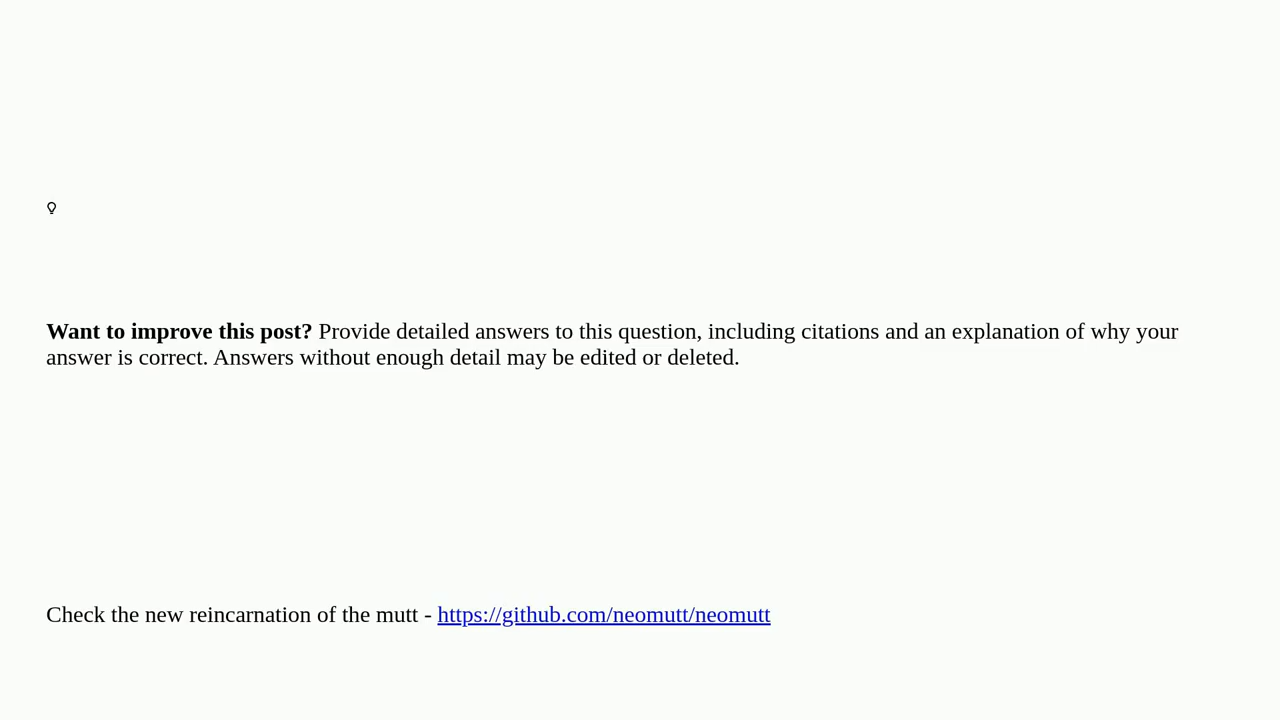 Want to improve this post? Provide detailed answers to this question, including citations and an explanation of why your
answer is correct. Answers without enough detail may be edited or deleted.
Check the new reincarnation of the mutt - https://github.com/neomutt/neomutt